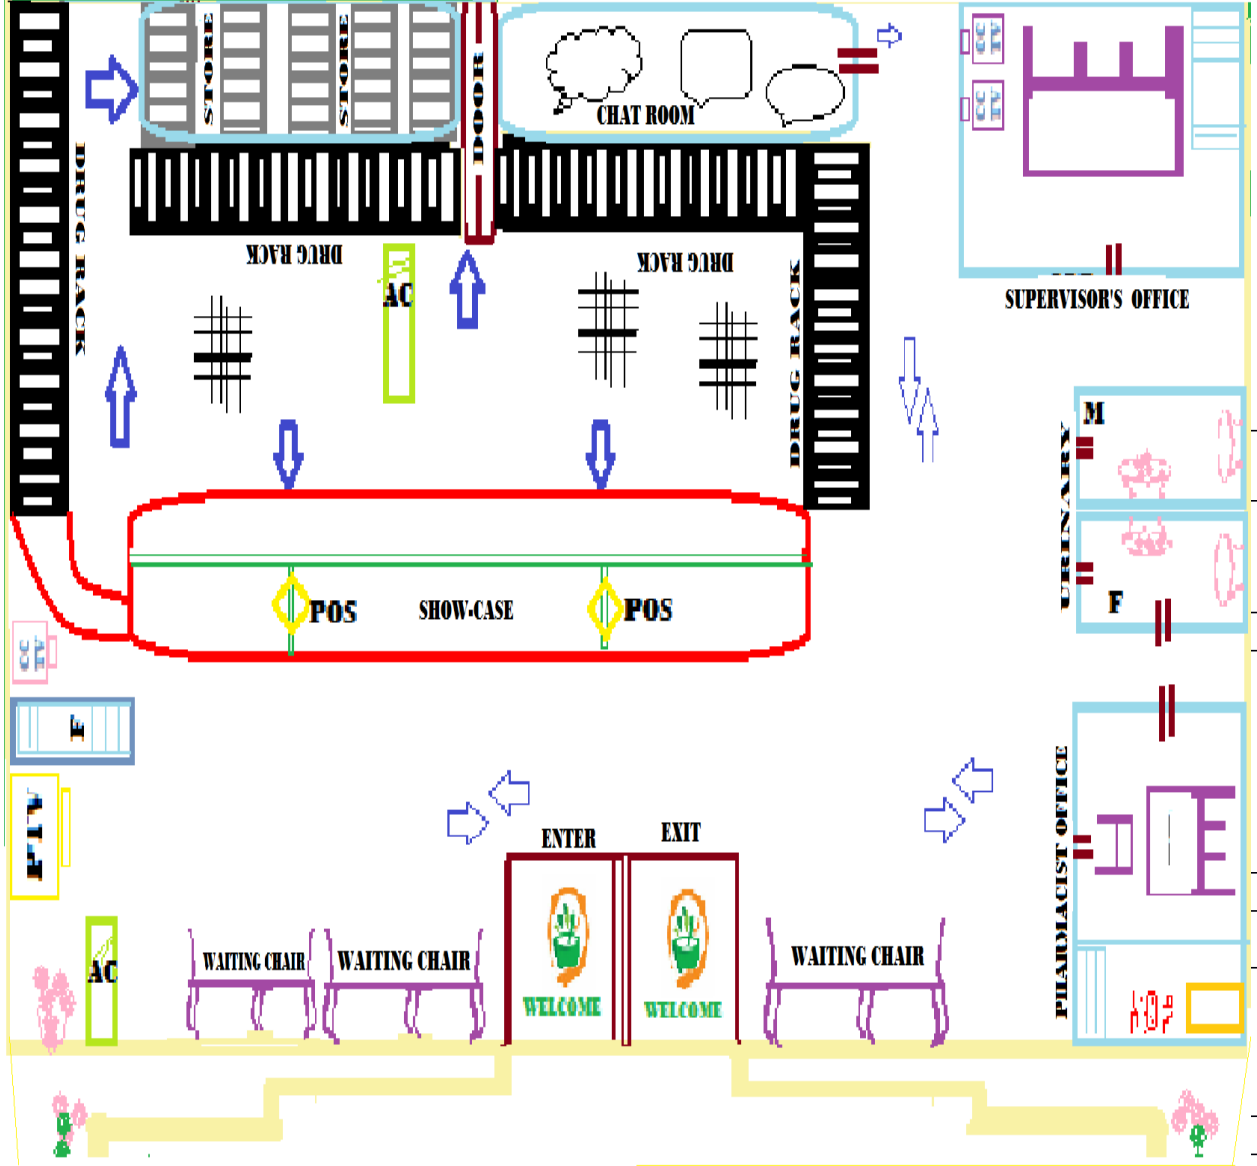 STORE
STORE
DOOR
CHAT ROOM
DRUG RACK
DRUG RACK
DRUG RACK
DRUG RACK
AC
SUPERVISOR'S OFFICE
M
URINARY
F
POS
SHOW-CASE
POS
F
PHARMACIST OFFICE
ENTER
EXIT
AC
WAITING CHAIR
WAITING CHAIR
WAITING CHAIR
WELCOME
WELCOME